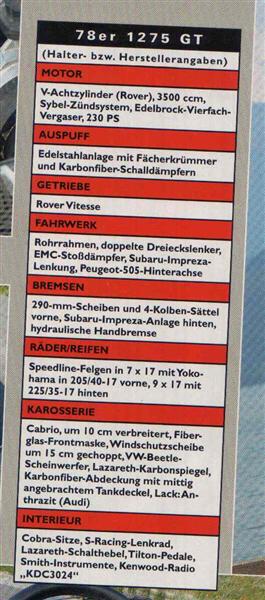 78er 1275 GT
(Halter- bzw. Herstellerangaben)
MOTOR
V-Achtzylinder (Rover), 3500 ccm,
Sybel-Zündsystem, Edelbrock-Vierfach-
Vergaser, 230 PS
AUSPUFF
Edelstahlanlage mit Fächerkrümmer
und Karbonfiber-Schalldämpfern
GETRIEBE
Rover Vitesse
FAHRWERK
Rohrrahmen, doppelte Dreieckslenker,
EMC-Stoßdämpfer, Subaru-Impreza-
Lenkung, Peugeot-505-Hinterachse
BREMSEN
290-mm-Scheiben und 4-Kolben-Sättel
vorne, Subaru-Impreza-Anlage hinten,
hydraulische Handbremse
RÄDER/REIFEN
Speedline-Felgen in 7 x 17 mit Yoko-
hama in 205/40-17 vorne, 9 x 17 mit
225/35-17 hinten
KAROSSERIE
Cabrio, um 10 cm verbreitert, Fiber-
glas-Frontmaske, Windschutzscheibe
um 15 cm gechoppt, VW-Beetle-
Scheinwerfer, Lazareth-Karbonspiegel,
Karbonfiber-Abdeckung mit mittig
angebrachtem Tankdeckel, Lack: An-
thrazit (Audi)
INTERIEUR
Cobra-Sitze, S-Racing-Lenkrad,
Lazareth-Schalthebel, Tilton-Pedale,
Smith-Instrumente, Kenwood-Radio
„KDC3024"